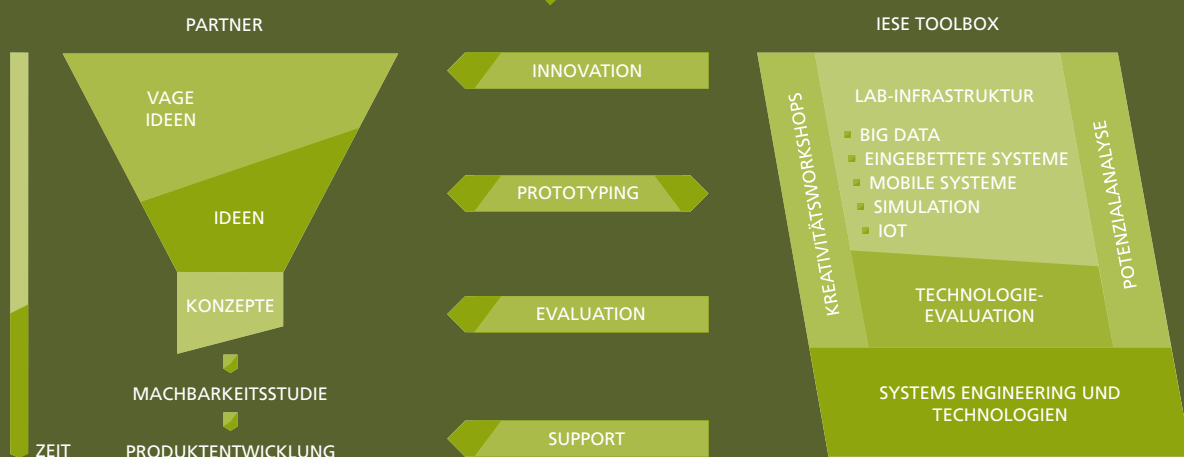 PARTNER
VAGE
IDEEN
IDEEN
KONZEPTE
MACHBARKEITSSTUDIE
PRODUKTENTWICKLUNG
ZEIT
INNOVATION
PROTOTYPING
EVALUATION
SUPPORT
IESE TOOLBOX
KREATIVITÄTSWORKSHOPS
LAB-INFRASTRUKTUR
BIG DATA
EINGEBETTETE SYSTEME
MOBILE SYSTEME
SIMULATION
IOT
POTENZIALANALYSE
TECHNOLOGIE-
EVALUATION
SYSTEMS ENGINEERING UND
TECHNOLOGIEN